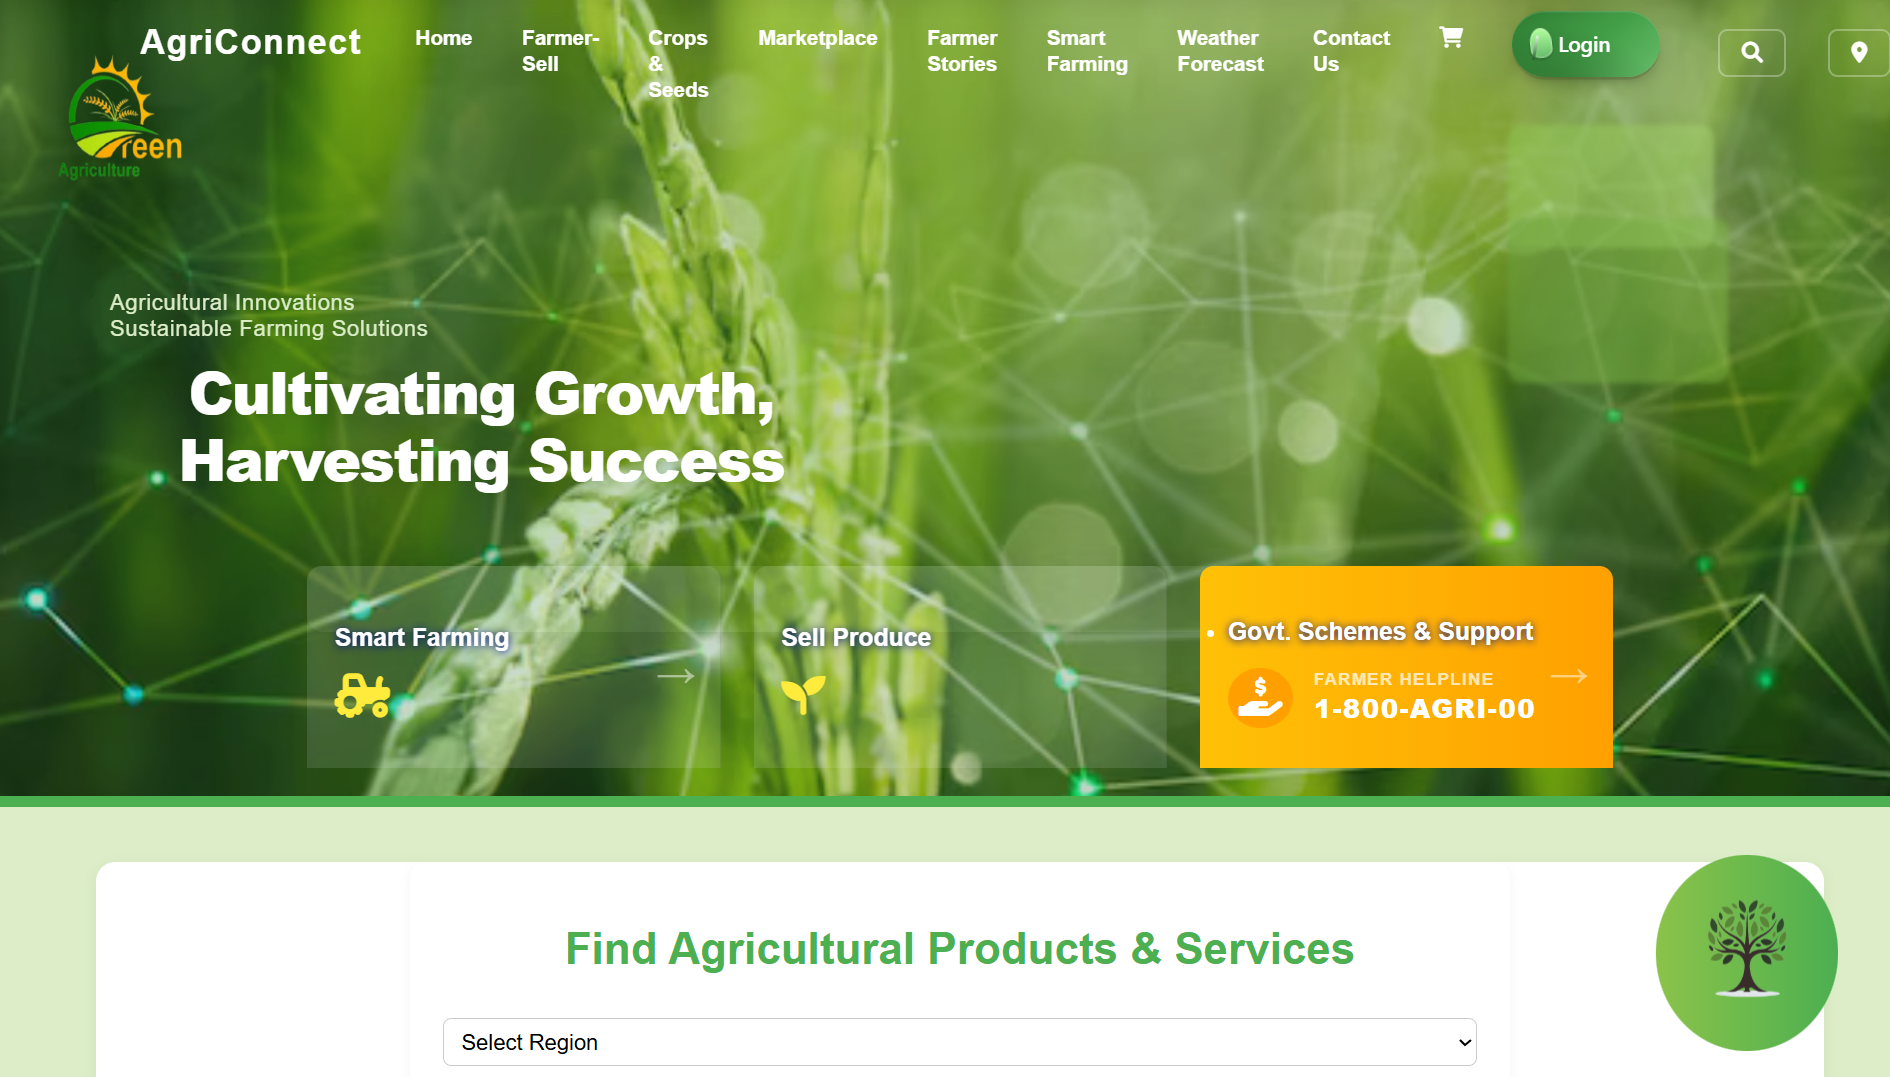 AgriConnect
Home
Farmer-
Sell
Crops
&
Seeds
Marketplace
Farmer
Stories
Smart
Farming
Weather
Forecast
Contact
Us
Login
reen
Agriculture
Agricultural Innovations
Sustainable Farming Solutions
Cultivating Growth,
Harvesting Success
Smart Farming
Sell Produce
Govt. Schemes & Support
FARMER HELPLINE
1-800-AGRI-00
Find Agricultural Products & Services
Select Region